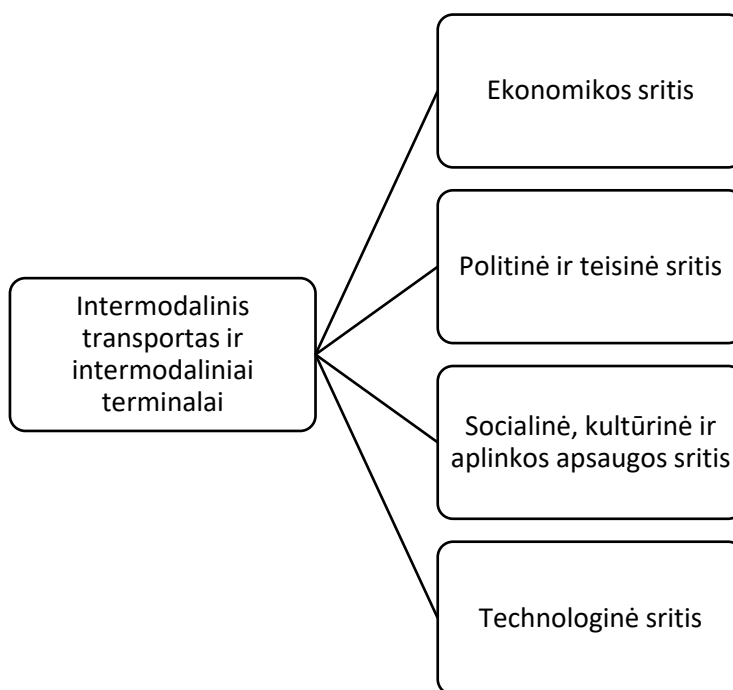 Ekonomikos sritis
Politinė ir teisinė sritis
Intermodalinis
transportas ir
intermodaliniai
terminalai
Socialinė, kultūrinė ir
aplinkos apsaugos sritis
Technologinė sritis